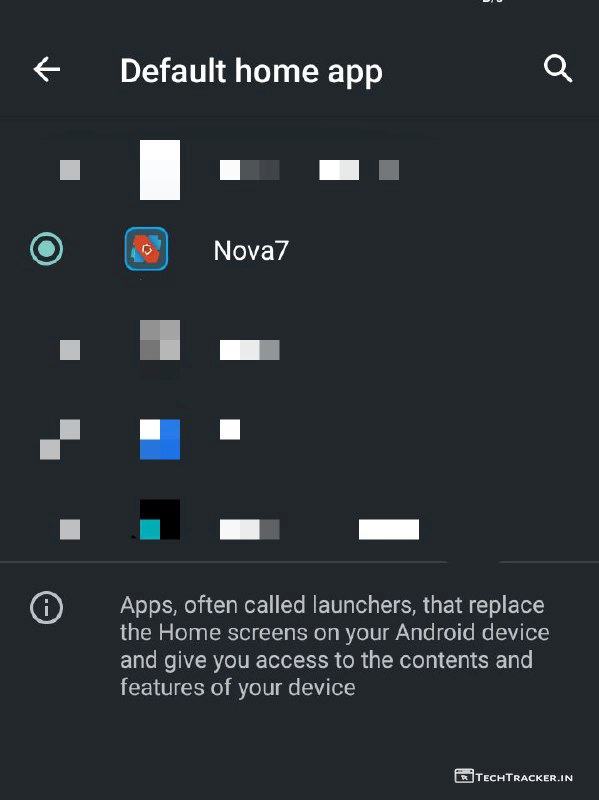 Default home app
Nova7
Apps, often called launchers, that replace
the Home screens on your Android device
and give you access to the contents and
features of your device
TECHTRACKER.IN